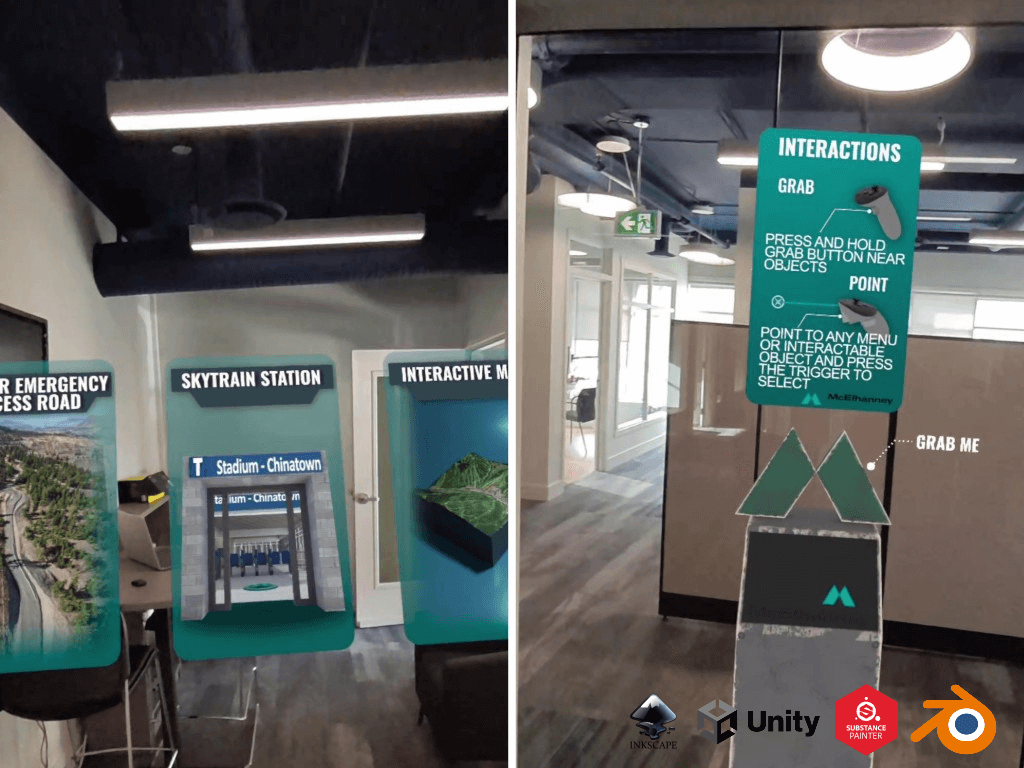 R EMERGENCY
CESS ROAD
SKYTRAIN STATION
T Stadium - Chinatown
tadium - Chinatown
INTERACTIVE M
INTERACTIONS
GRAB
PRESS AND HOLD
GRAB BUTTON NEAR
OBJECTS
POINT
POINT TO ANY MENU
OR INTERACTABLE
OBJECT AND PRESS
THE TRIGGER TO
SELECT
McElhanney
GRAB ME
McElhanney
INKSCAPE
Unity
SUBSTANCE
PAINTER